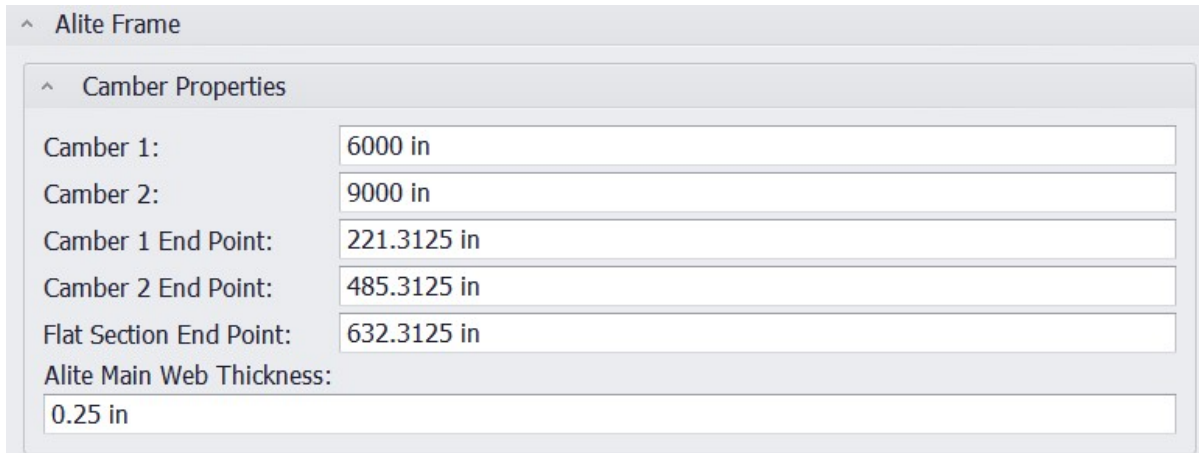 Alite Frame
Camber Properties
Camber 1: 6000 in
Camber 2: 9000 in
Camber 1 End Point: 221.3125 in
Camber 2 End Point: 485.3125 in
Flat Section End Point: 632.3125 in
Alite Main Web Thickness:
0.25 in